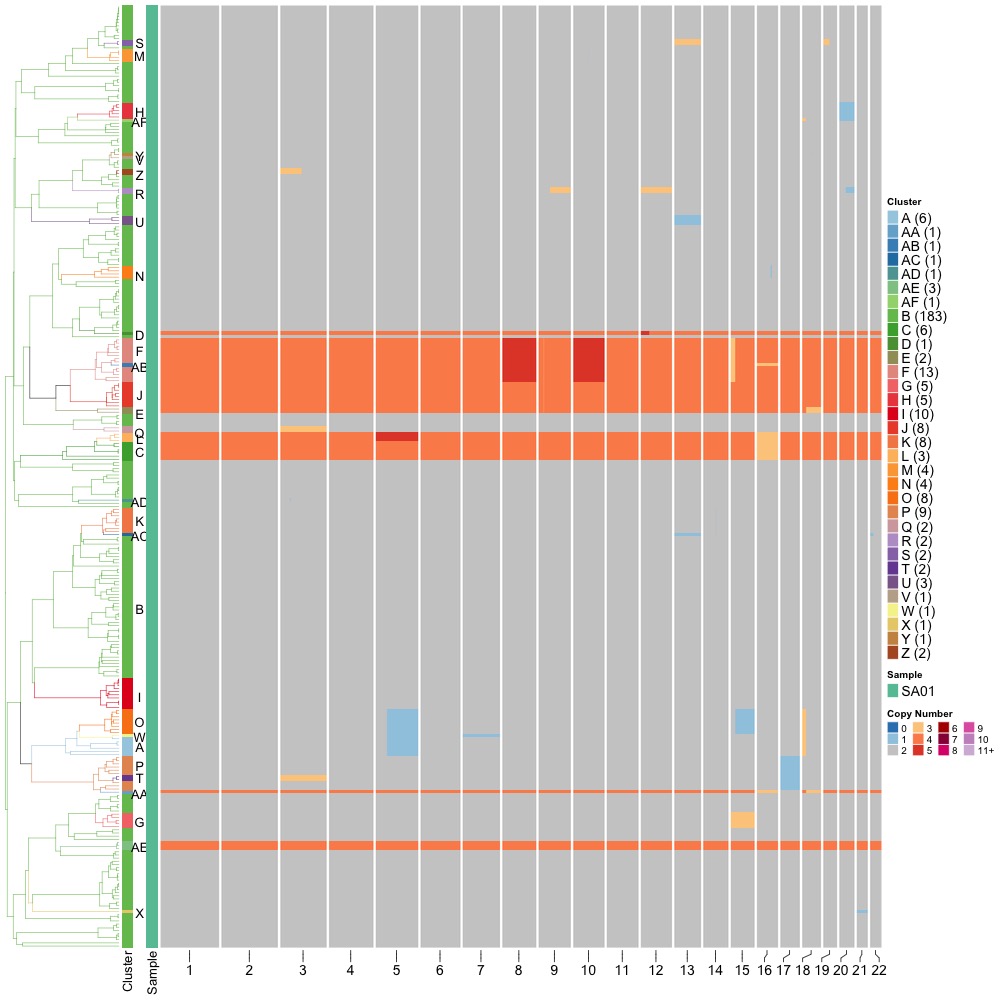 S
M
H
AF
Y
V
Z
R
U
N
D
F
AB
J
E
Q
L
C
AD
K
AC
B
I
O
W
A
P
T
AA
G
AE
X
Cluster
A (6)
AA (1)
AB (1)
AC (1)
AD (1)
AE (3)
AF (1)
B (183)
C (6)
D (1)
E (2)
F (13)
G (5)
H (5)
I (10)
J (8)
K (8)
L (3)
M (4)
N (4)
O (8)
P (9)
Q (2)
R (2)
S (2)
T (2)
U (3)
V (1)
W (1)
X (1)
Y (1)
Z (2)
Sample
SA01
Copy Number
0 3 6 9
1 4 7 10
2 5 8 11+
Cluster Sample
1 2 3 4 5 6 7 8 9 10 11 12 13 14 15 16 17 18 19 20 21 22